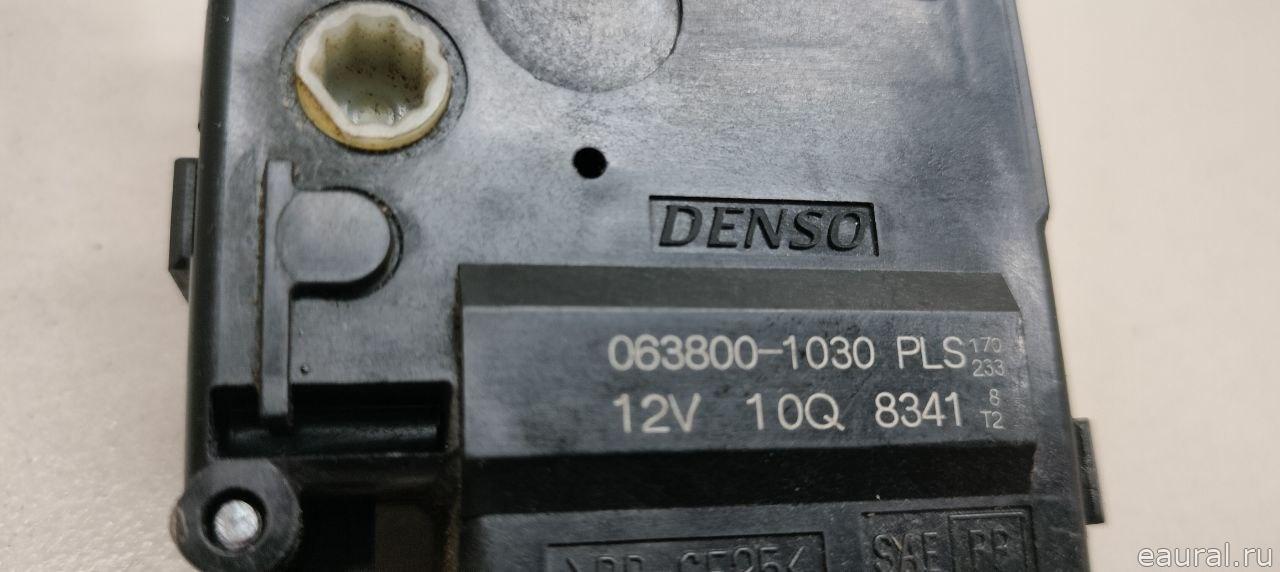 DENSO
063800-1030 PLS 170
233
12V 10Q 8341 8
T2
SAE
eaural.ru